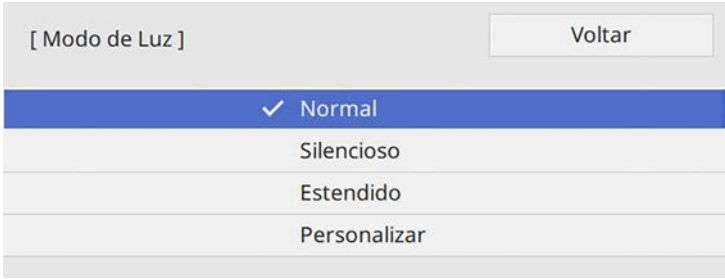 [ Modo de Luz ]
Voltar
Normal
Silencioso
Estendido
Personalizar